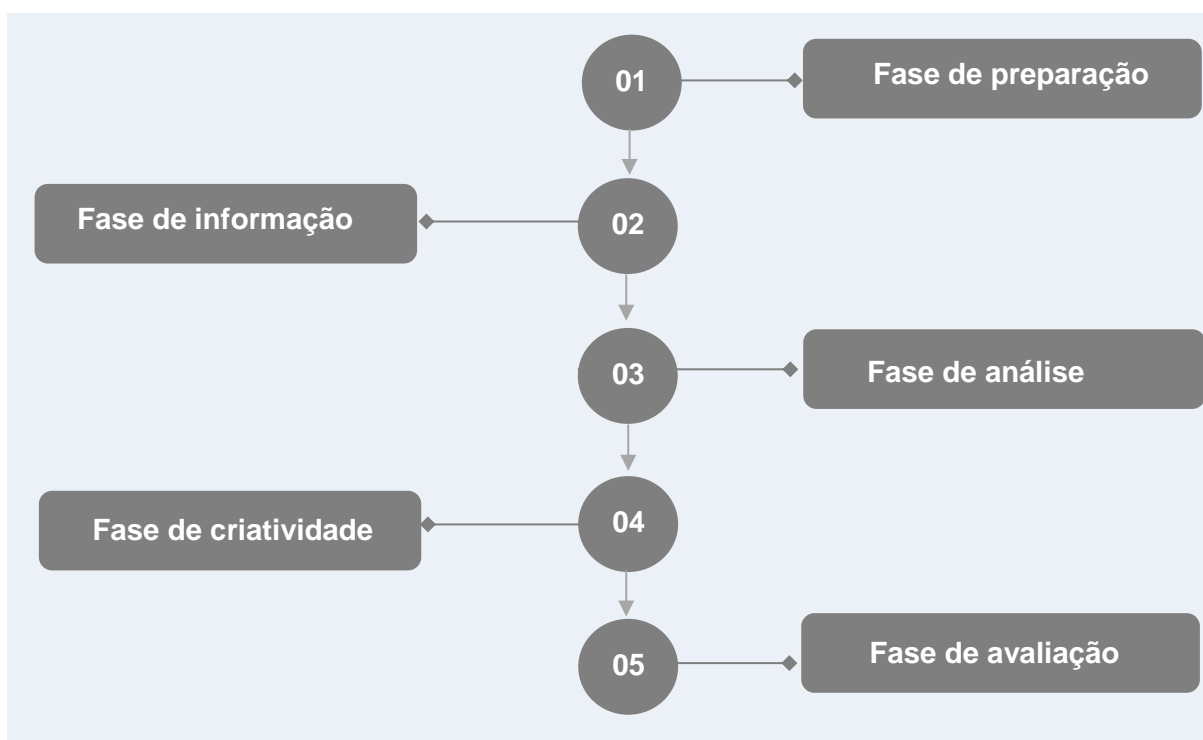 01
Fase de preparação
Fase de informação
02
03
Fase de análise
Fase de criatividade
04
05
Fase de avaliação